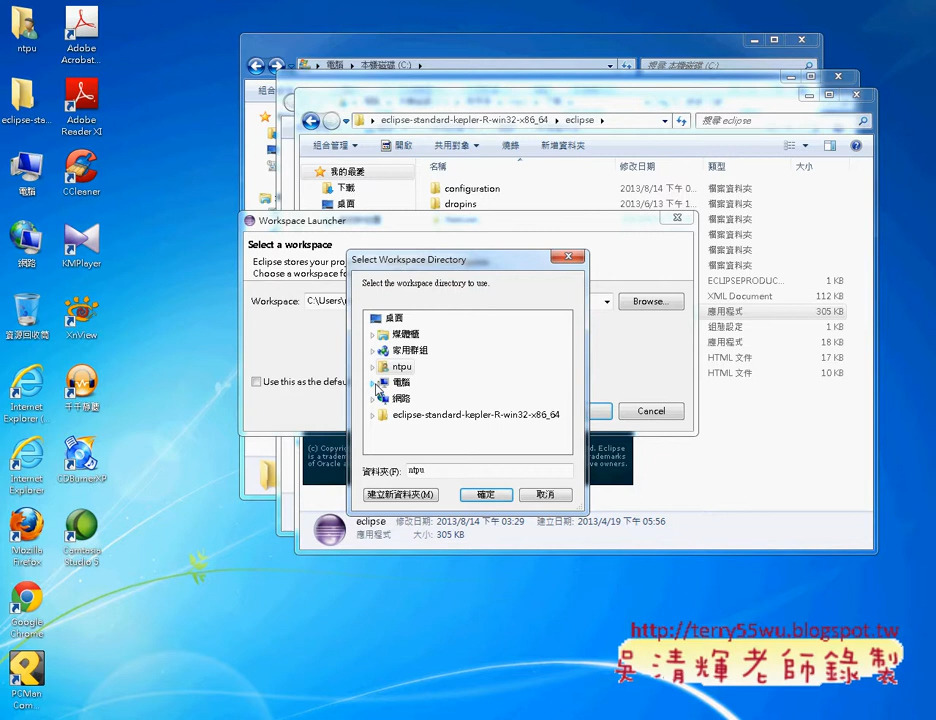 ntpu
Adobe
Acrobat...
eclipse-sta...
Adobe
Reader XI
電腦
CCleaner
網路
KMPlayer
資源回收筒
XnView
Internet
Explorer (...
千千靜聽
Internet
Explorer
CDBurnerXP
Mozilla
Firefox
Camtasia
Studio 8
Google
Chrome
PCMan
Com...
電腦 ▸ 本機磁碟 (C:) ▸
搜尋 本機磁碟 (C:)
組合
eclipse-standard-kepler-R-win32-x86_64 ▸ eclipse ▸
搜尋 eclipse
組合管理 開啟 共用對象 燒錄 新增資料夾
我的最愛
下載
桌面
名稱 修改日期 類型 大小
configuration 2013/8/14 下午 0... 檔案資料夾
dropins 2013/6/13 下午 1... 檔案資料夾
檔案資料夾
檔案資料夾
檔案資料夾
檔案資料夾
ECLIPSEPRODUC... 1 KB
XML Document 112 KB
應用程式 305 KB
組態設定 1 KB
應用程式 18 KB
HTML 文件 17 KB
HTML 文件 10 KB
Workspace Launcher
Select a workspace
Eclipse stores your pro
Choose a workspace fo
Workspace: C:\Users\
Browse...
Use this as the defau
Cancel
Select Workspace Directory
Select the workspace directory to use.
桌面
媒體櫃
家用群組
ntpu
電腦
網路
eclipse-standard-kepler-R-win32-x86_64
資料夾(F): ntpu
建立新資料夾(M) 確定 取消
(c) Copyri
is a trade
of Oracle a
. Eclipse
rademarks
ve owners.
eclipse 修改日期: 2013/8/14 下午 03:29 建立日期: 2013/4/19 下午 05:56
應用程式 大小: 305 KB
http://terry55wu.blogspot.tw
吳清輝老師錄製